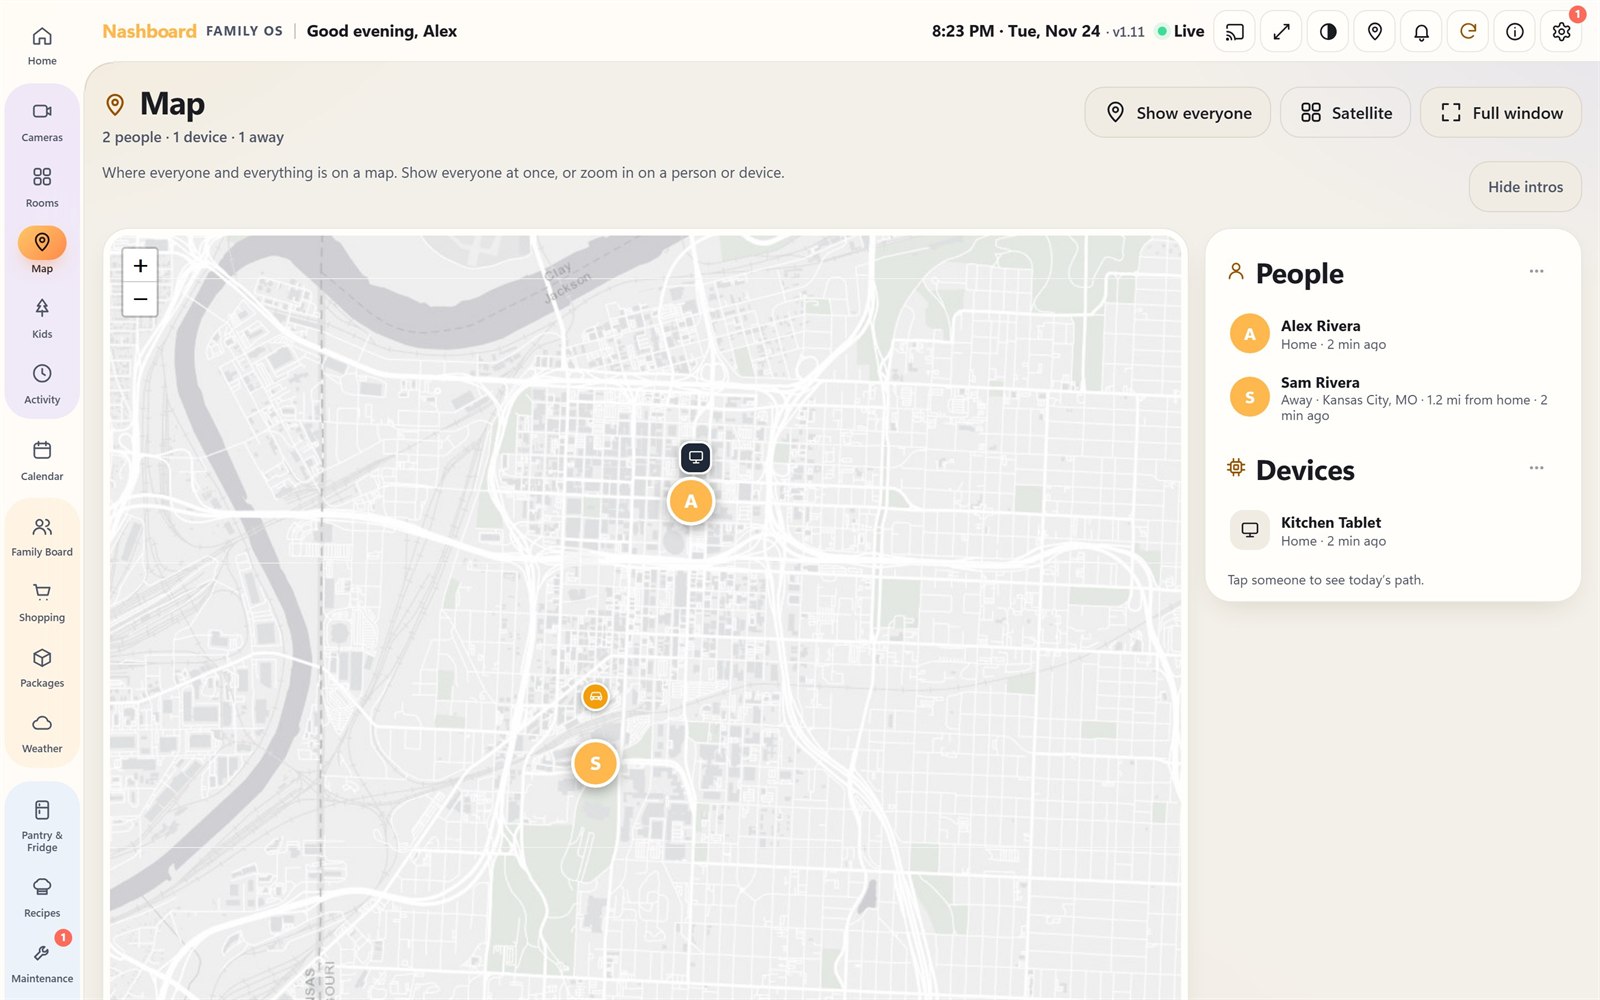 Nashboard FAMILY OS Good evening, Alex
8:23 PM · Tue, Nov 24 · v1.11 Live
1
Home
Cameras
Rooms
Map
Kids
Activity
Calendar
Family Board
Shopping
Packages
Weather
Pantry &
Fridge
Recipes
1
Maintenance
Map
2 people · 1 device · 1 away
Where everyone and everything is on a map. Show everyone at once, or zoom in on a person or device.
Show everyone
Satellite
Full window
Hide intros
+
−
Clay
Jackson
A
S
People
...
A
Alex Rivera
Home · 2 min ago
S
Sam Rivera
Away · Kansas City, MO · 1.2 mi from home · 2
min ago
Devices
...
Kitchen Tablet
Home · 2 min ago
Tap someone to see today's path.